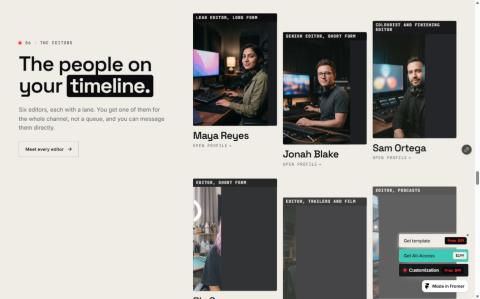 06 · THE EDITORS
The people on
your timeline.
Six editors, each with a lane. You get one of them for
the whole channel, not a queue, and you can message
them directly.
Meet every editor →
LEAD EDITOR, LONG FORM
Maya Reyes
OPEN PROFILE →
SENIOR EDITOR, SHORT FORM
Jonah Blake
OPEN PROFILE →
COLOURIST AND FINISHING
EDITOR
Sam Ortega
OPEN PROFILE →
EDITOR, SHORT FORM
EDITOR, TRAILERS AND FILM
EDITOR, PODCASTS
Get template
Get All-Access
Customization
Made in Framer